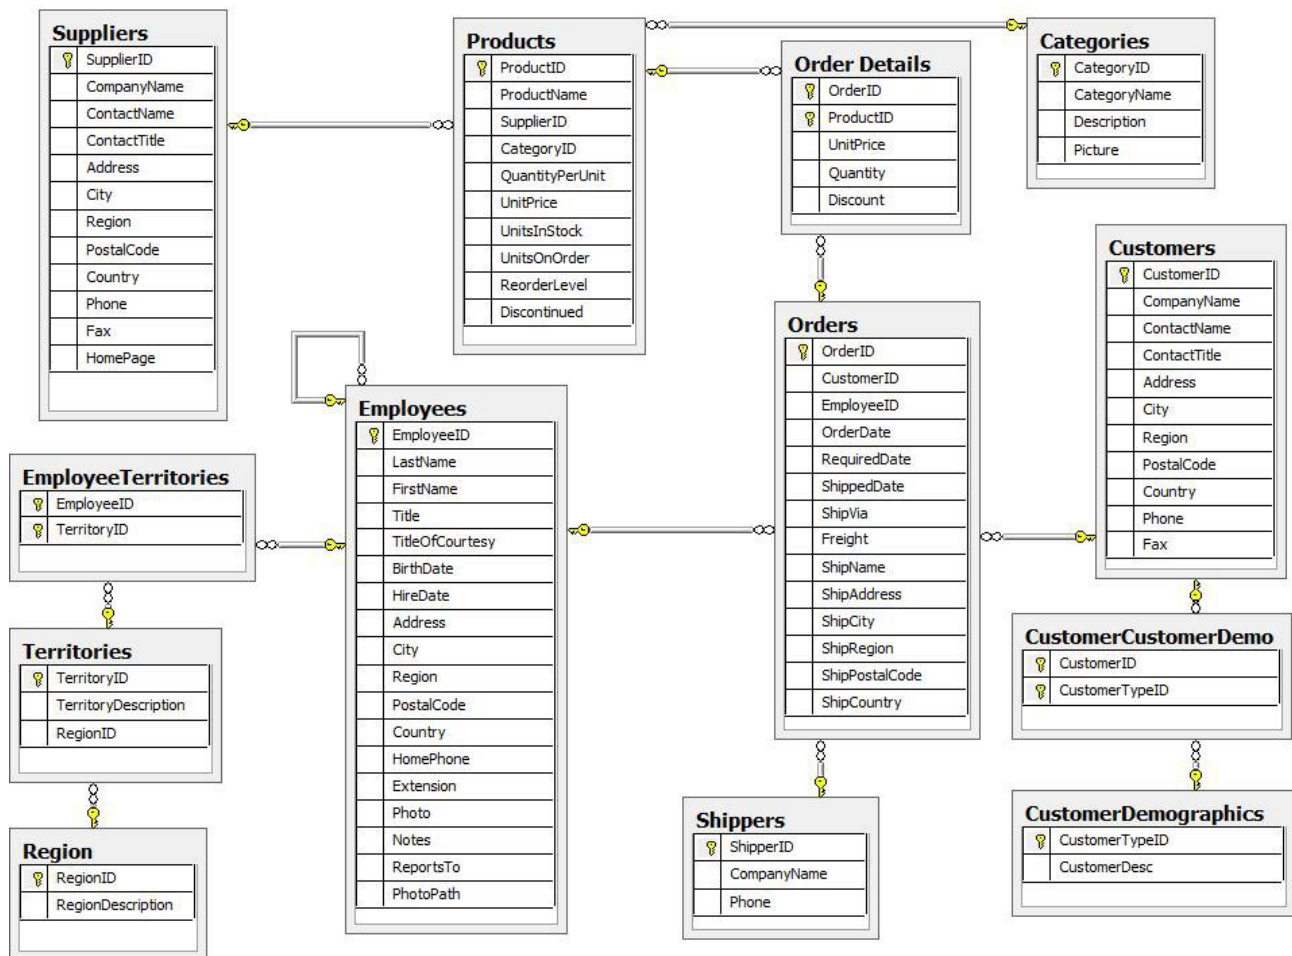 Suppliers
SupplierID
CompanyName
ContactName
ContactTitle
Address
City
Region
PostalCode
Country
Phone
Fax
HomePage
Products
ProductID
ProductName
SupplierID
CategoryID
QuantityPerUnit
UnitPrice
UnitsInStock
UnitsOnOrder
ReorderLevel
Discontinued
Order Details
OrderID
ProductID
UnitPrice
Quantity
Discount
Categories
CategoryID
CategoryName
Description
Picture
Customers
CustomerID
CompanyName
ContactName
ContactTitle
Address
City
Region
PostalCode
Country
Phone
Fax
Orders
OrderID
CustomerID
EmployeeID
OrderDate
RequiredDate
ShippedDate
ShipVia
Freight
ShipName
ShipAddress
ShipCity
ShipRegion
ShipPostalCode
ShipCountry
Employees
EmployeeID
LastName
FirstName
Title
TitleOfCourtesy
BirthDate
HireDate
Address
City
Region
PostalCode
Country
HomePhone
Extension
Photo
Notes
ReportsTo
PhotoPath
EmployeeTerritories
EmployeeID
TerritoryID
Territories
TerritoryID
TerritoryDescription
RegionID
Region
RegionID
RegionDescription
Shippers
ShipperID
CompanyName
Phone
CustomerCustomerDemo
CustomerID
CustomerTypeID
CustomerDemographics
CustomerTypeID
CustomerDesc